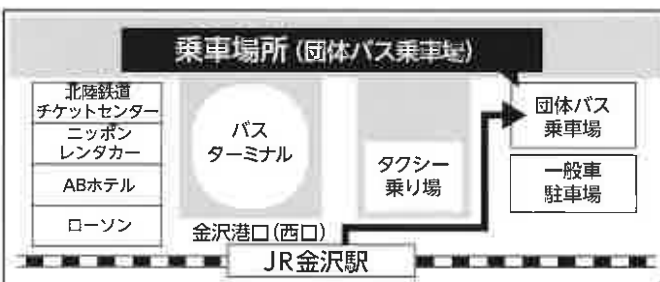 乗車場所(団体バス乗車場)
北陸鉄道
チケットセンター
ニッポン
レンタカー
ABホテル
ローソン
バス
ターミナル
タクシー
乗り場
団体バス
乗車場
一般車
駐車場
金沢港口(西口)
JR金沢駅